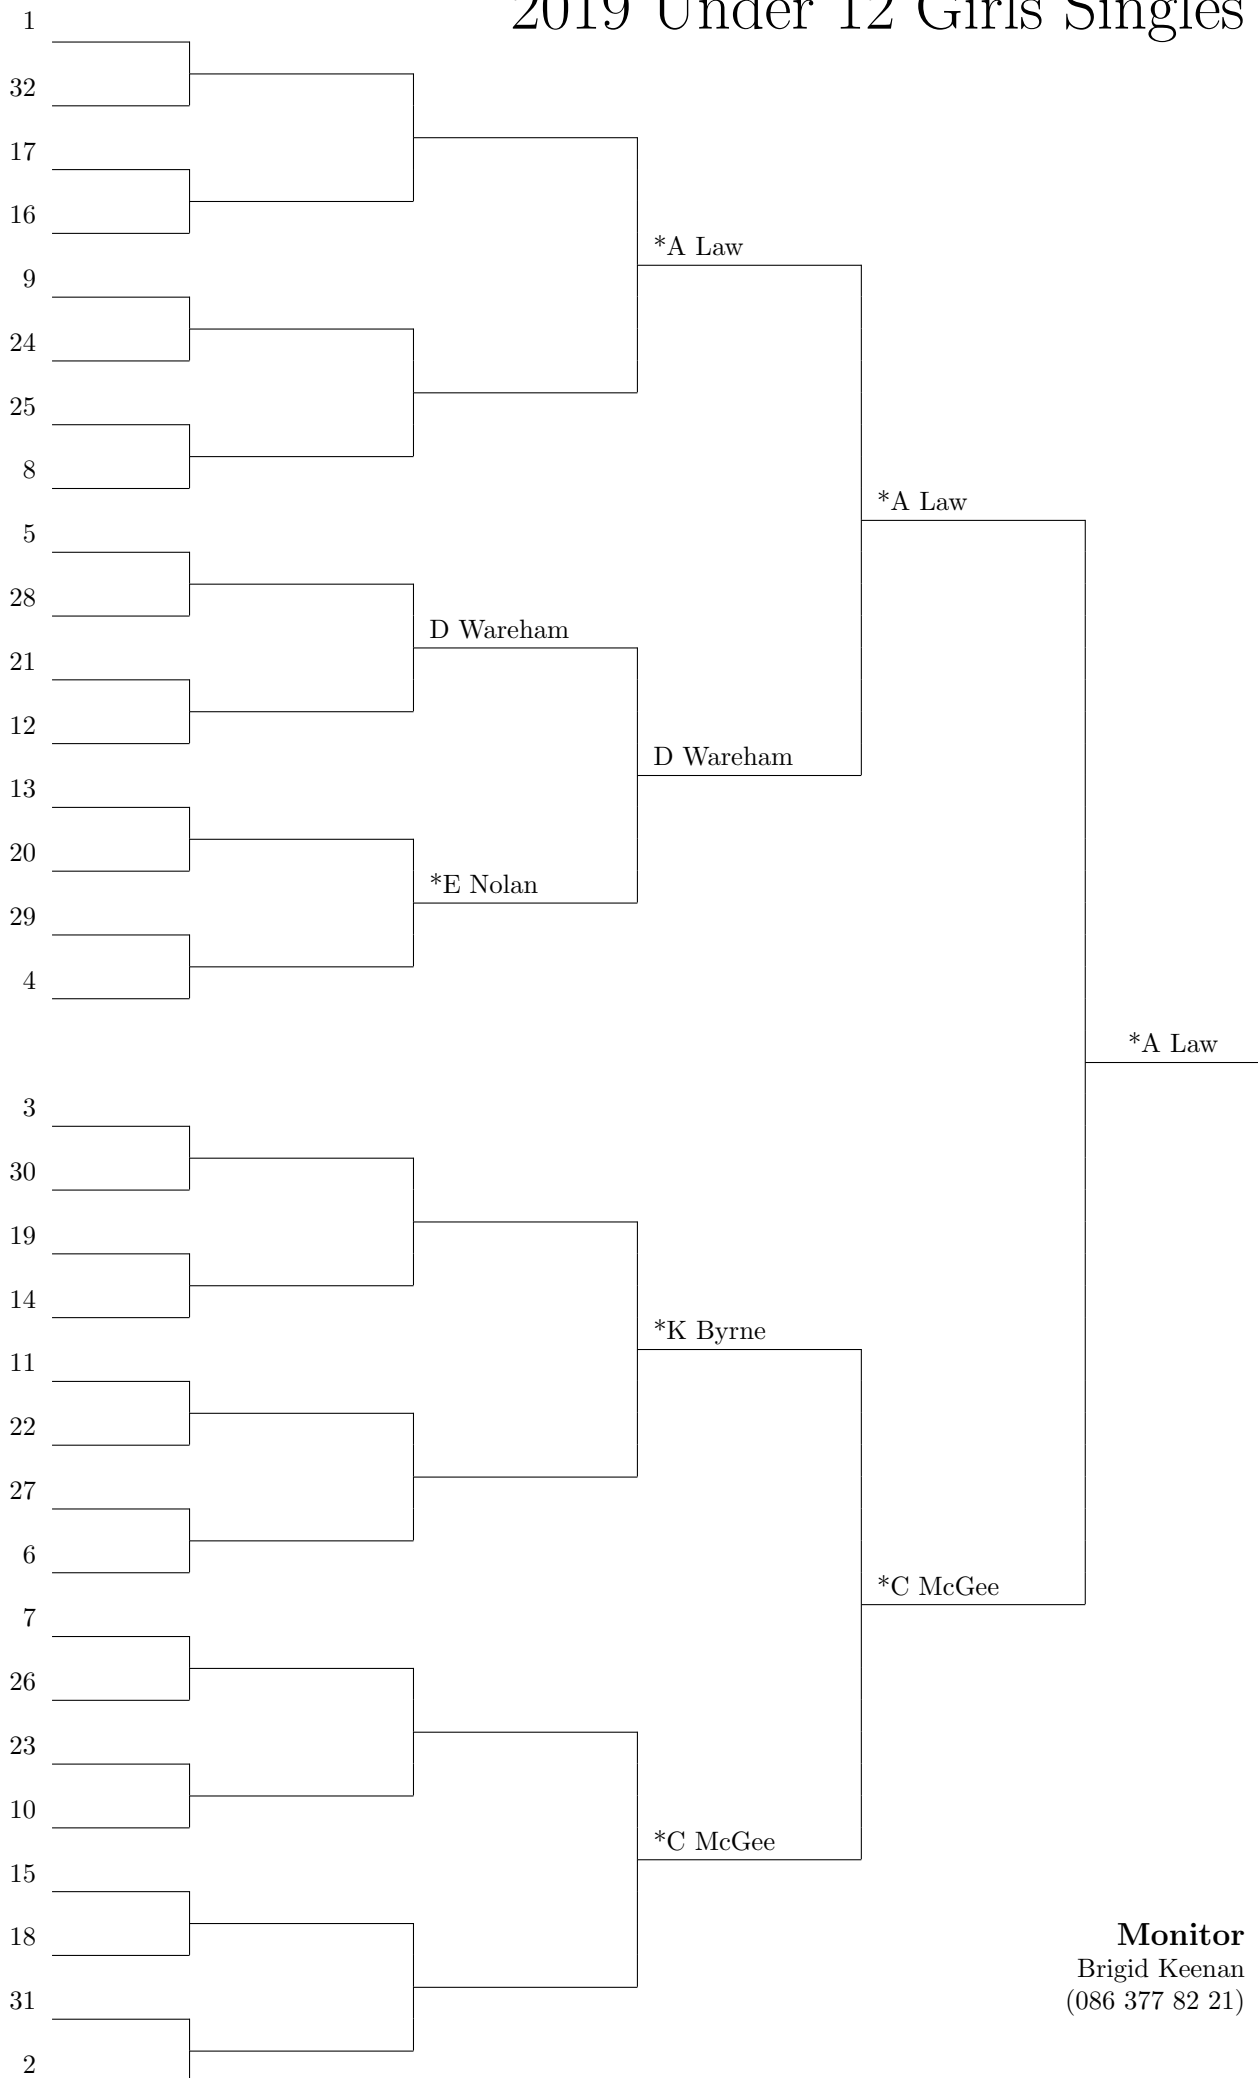 2019 Under 12 Girls Singles
1
32
17
16
*A Law
9
24
25
8
*A Law
5
28
D Wareham
21
12
D Wareham
13
20
*E Nolan
29
4
*A Law
3
30
19
14
*K Byrne
11
22
27
6
*C McGee
7
26
23
10
*C McGee
15
18
31
2
Monitor
Brigid Keenan
(086 377 82 21)